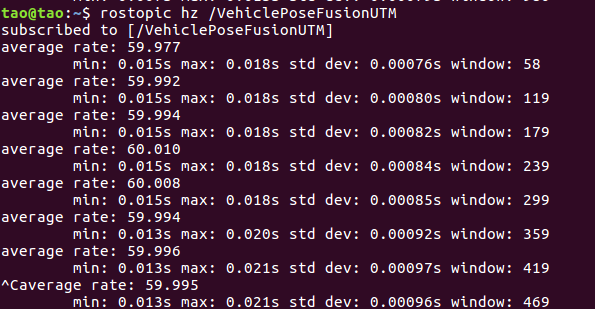 tao@tao:~$ rostopic hz /VehiclePoseFusionUTM
subscribed to [/VehiclePoseFusionUTM]
average rate: 59.977
        min: 0.015s max: 0.018s std dev: 0.00076s window: 58
average rate: 59.992
        min: 0.015s max: 0.018s std dev: 0.00080s window: 119
average rate: 59.994
        min: 0.015s max: 0.018s std dev: 0.00082s window: 179
average rate: 60.010
        min: 0.015s max: 0.018s std dev: 0.00084s window: 239
average rate: 60.008
        min: 0.015s max: 0.018s std dev: 0.00085s window: 299
average rate: 59.994
        min: 0.013s max: 0.020s std dev: 0.00092s window: 359
average rate: 59.996
        min: 0.013s max: 0.021s std dev: 0.00097s window: 419
^Caverage rate: 59.995
        min: 0.013s max: 0.021s std dev: 0.00096s window: 469